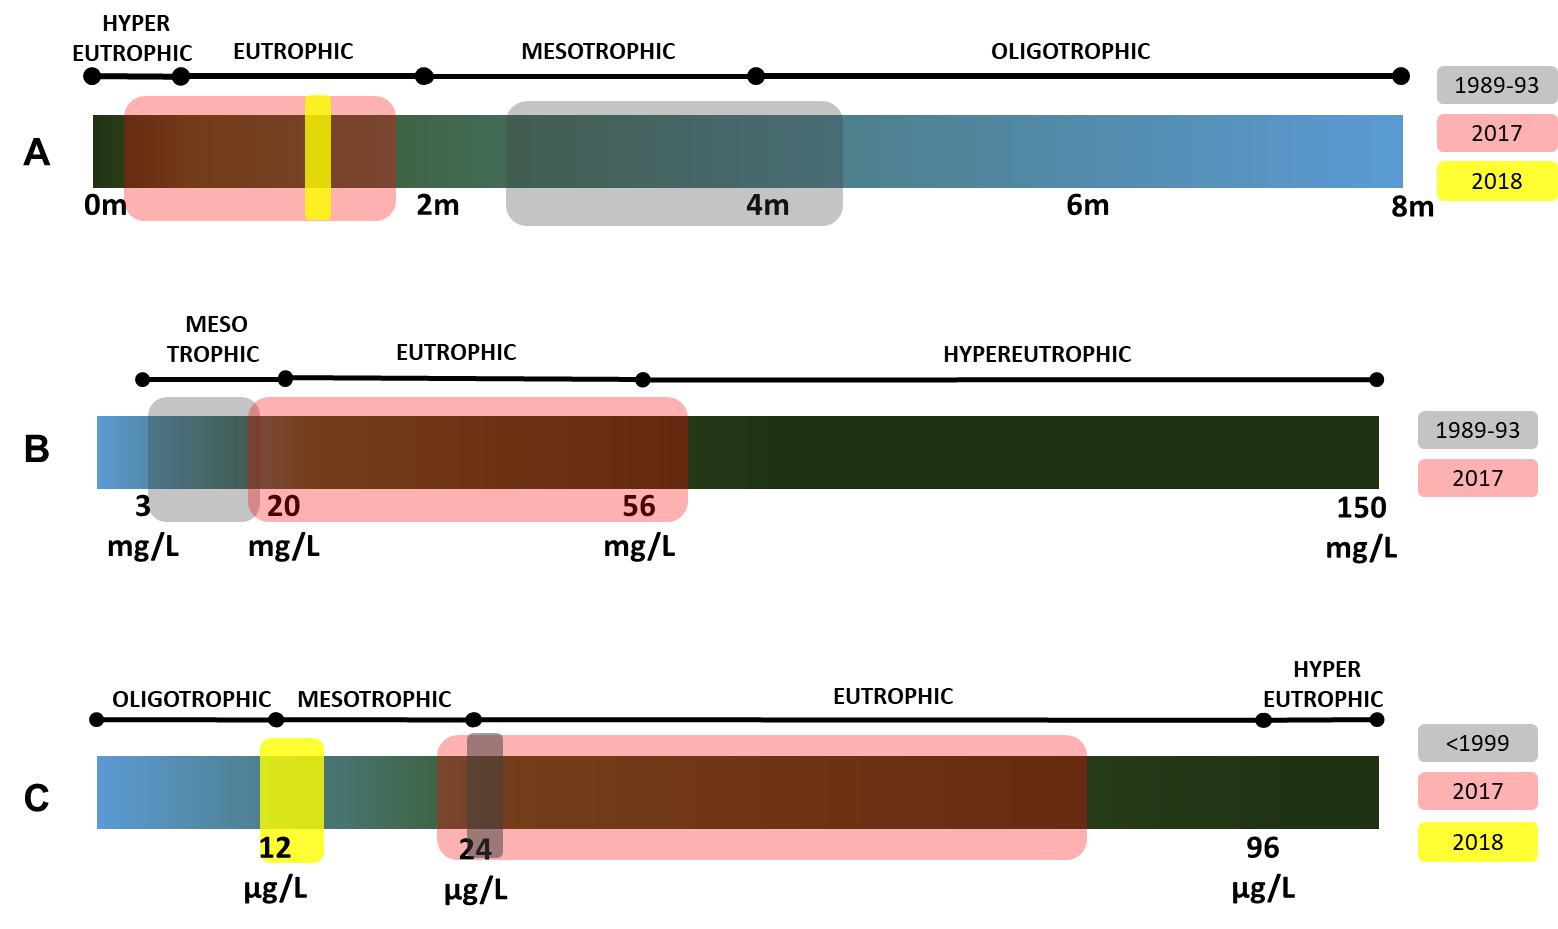 HYPER
EUTROPHIC
EUTROPHIC
MESOTROPHIC
OLIGOTROPHIC
1989-93
2017
2018
A
0m
2m
4m
6m
8m
MESO
TROPHIC
EUTROPHIC
HYPEREUTROPHIC
1989-93
2017
B
3
mg/L
20
mg/L
56
mg/L
150
mg/L
OLIGOTROPHIC
MESOTROPHIC
EUTROPHIC
HYPER
EUTROPHIC
<1999
2017
2018
C
12
µg/L
24
µg/L
96
µg/L